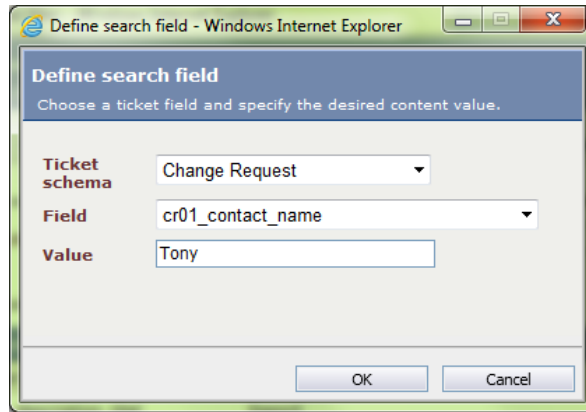 Define search field - Windows Internet Explorer
Define search field
Choose a ticket field and specify the desired content value.
Ticket schema Change Request
Field cr01_contact_name
Value Tony
OK Cancel